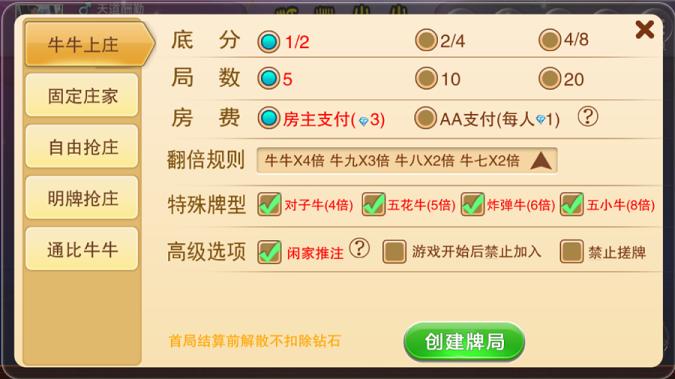 天道酬勤
牛牛上庄
固定庄家
自由抢庄
明牌抢庄
通比牛牛
底 分 1/2 2/4 4/8
局 数 5 10 20
房 费 房主支付(3) AA支付(每人1) ?
翻倍规则 牛牛X4倍 牛九X3倍 牛八X2倍 牛七X2倍
特殊牌型 对子牛(4倍) 五花牛(5倍) 炸弹牛(6倍) 五小牛(8倍)
高级选项 闲家推注 ? 游戏开始后禁止加入 禁止搓牌
首局结算前解散不扣除钻石
创建牌局